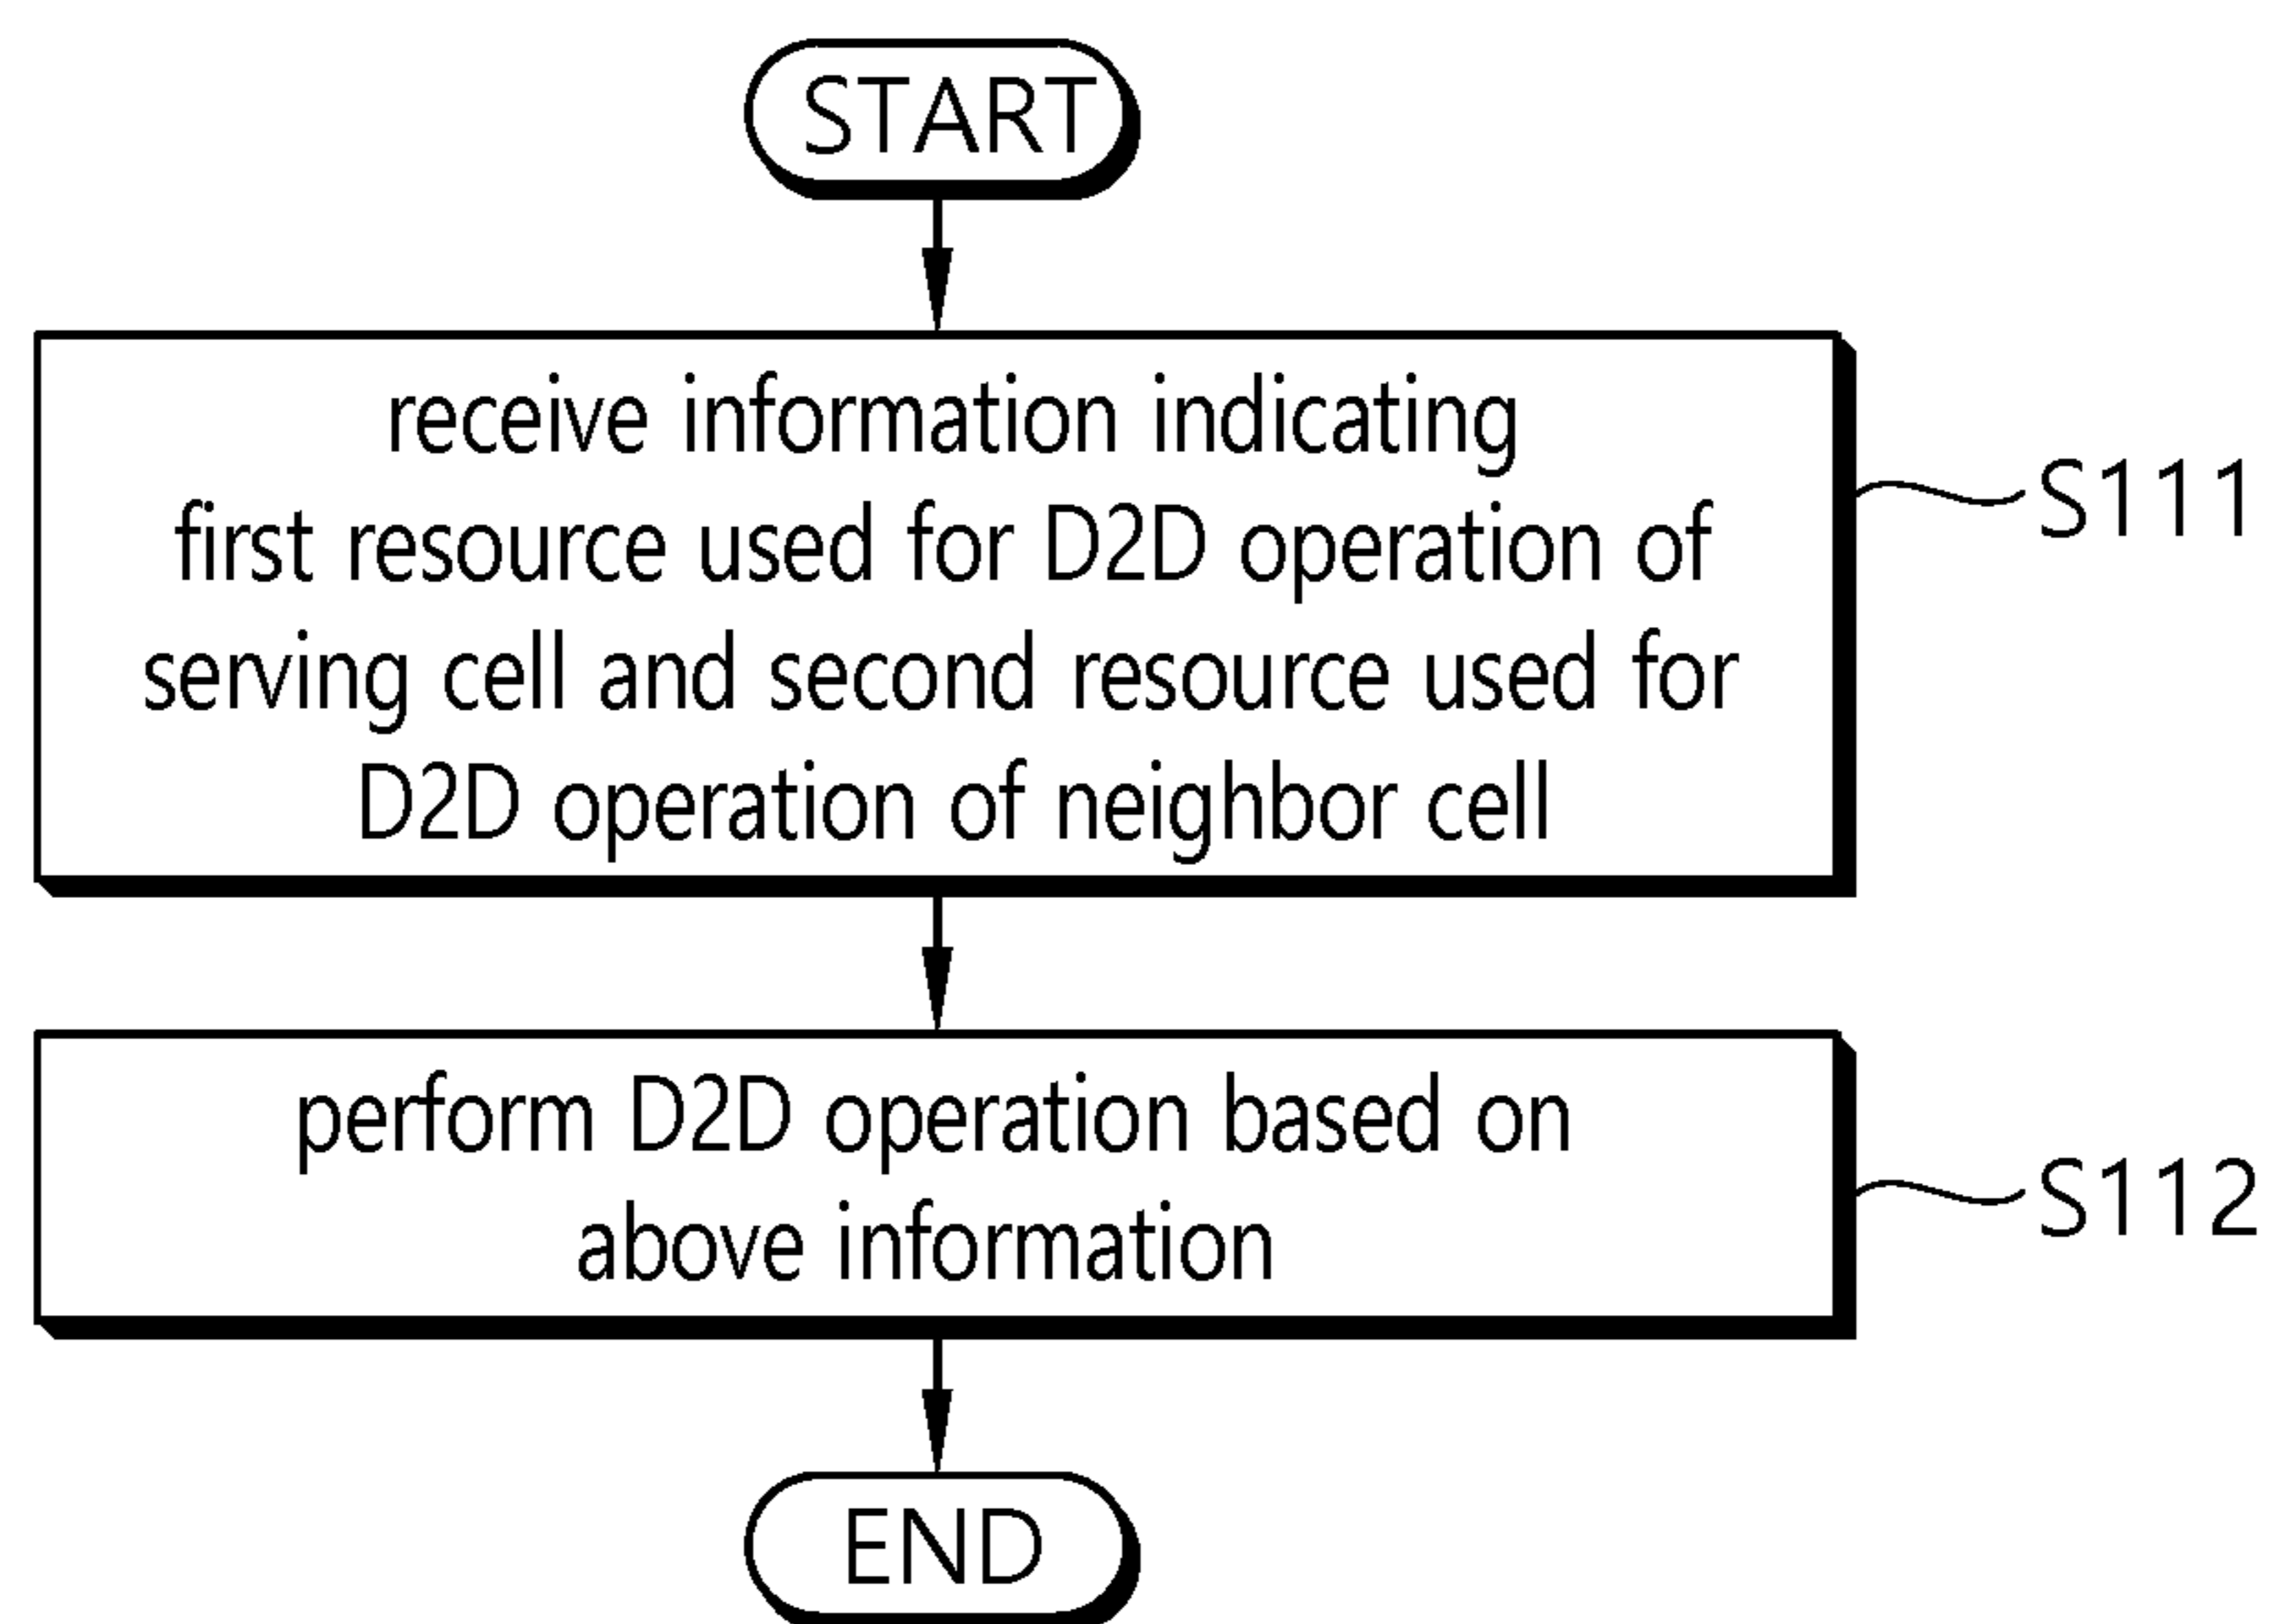 START
receive information indicating
first resource used for D2D operation of
serving cell and second resource used for
D2D operation of neighbor cell
S111
perform D2D operation based on
above information
S112
END